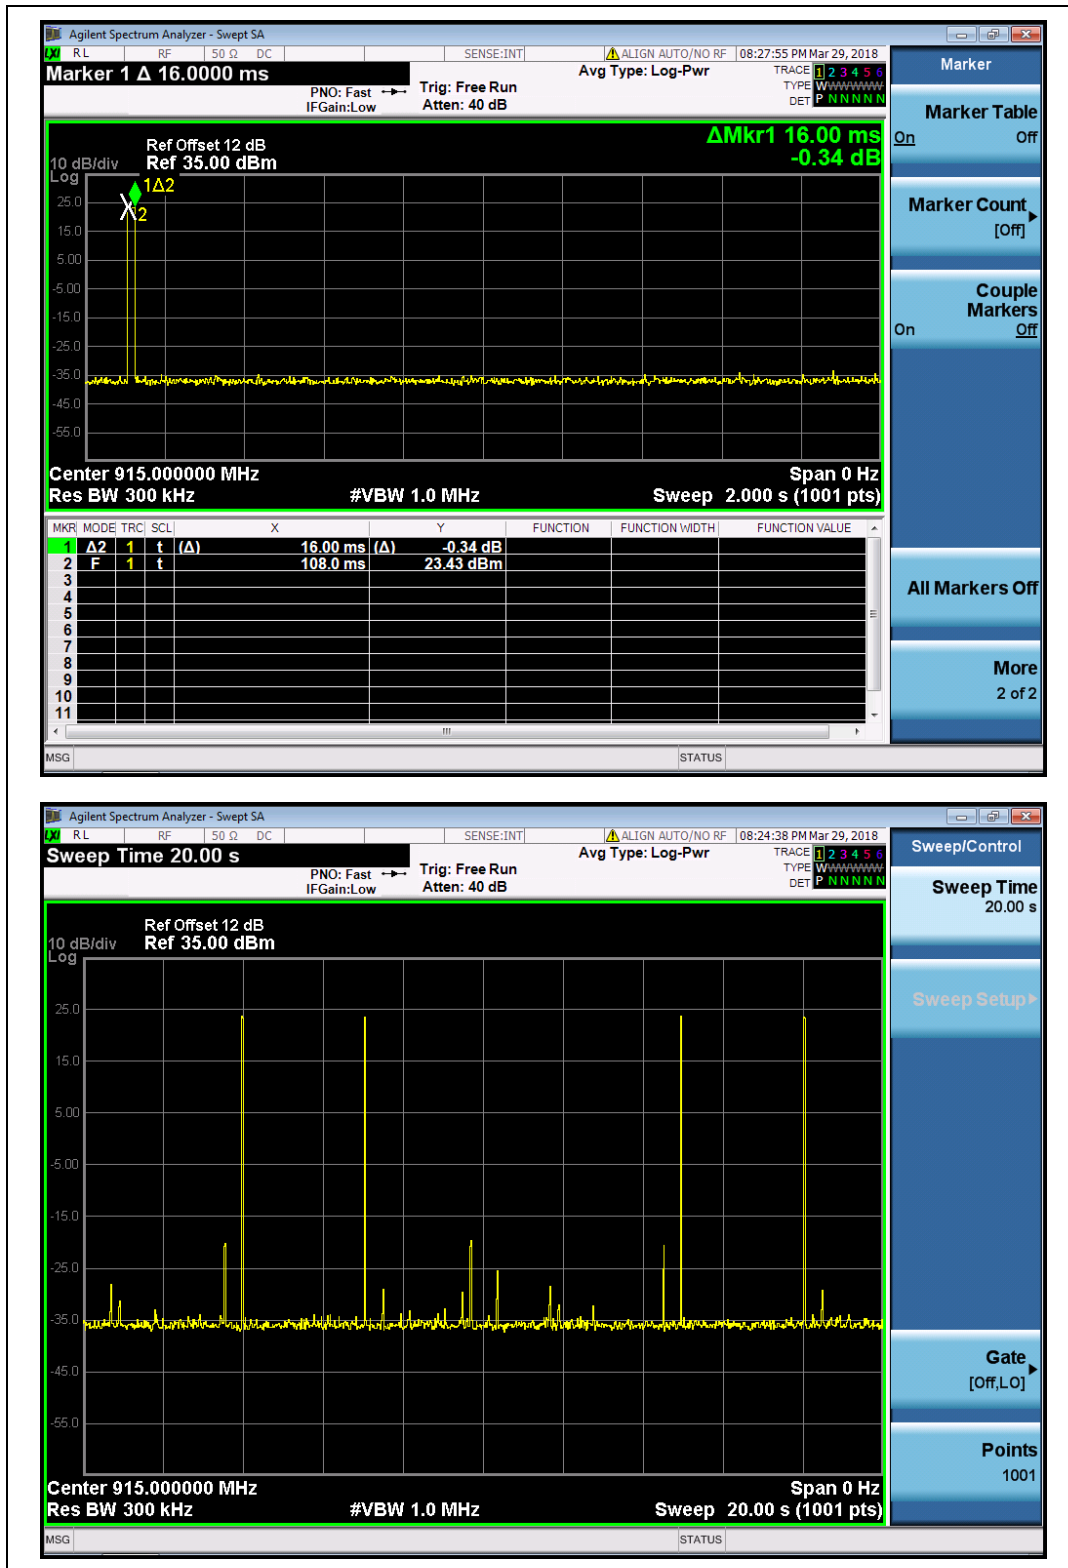 Agilent Spectrum Analyzer - Swept SA
LXI RL RF 50 Ω DC SENSE:INT ALIGN AUTO/NO RF 08:27:55 PM Mar 29, 2018
Marker 1 Δ 16.0000 ms
PNO: Fast
IFGain:Low
Trig: Free Run
Atten: 40 dB
Avg Type: Log-Pwr
TRACE 1 2 3 4 5 6
TYPE WWWWWW
DET P N N N N N
Ref Offset 12 dB
10 dB/div Ref 35.00 dBm
Log
ΔMkr1 16.00 ms
-0.34 dB
1Δ2
X2
25.0
15.0
5.00
-5.00
-15.0
-25.0
-35.0
-45.0
-55.0
Center 915.000000 MHz Span 0 Hz
Res BW 300 kHz #VBW 1.0 MHz Sweep 2.000 s (1001 pts)
MKR MODE TRC SCL X Y FUNCTION FUNCTION WIDTH FUNCTION VALUE
1 Δ2 1 t (Δ) 16.00 ms (Δ) -0.34 dB
2 F 1 t 108.0 ms 23.43 dBm
3
4
5
6
7
8
9
10
11
MSG STATUS
Marker
Marker Table
On Off
Marker Count
[Off]
Couple
Markers
On Off
All Markers Off
More
2 of 2
Agilent Spectrum Analyzer - Swept SA
LXI RL RF 50 Ω DC SENSE:INT ALIGN AUTO/NO RF 08:24:38 PM Mar 29, 2018
Sweep Time 20.00 s
PNO: Fast
IFGain:Low
Trig: Free Run
Atten: 40 dB
Avg Type: Log-Pwr
TRACE 1 2 3 4 5 6
TYPE WWWWWW
DET P N N N N N
Ref Offset 12 dB
10 dB/div Ref 35.00 dBm
Log
25.0
15.0
5.00
-5.00
-15.0
-25.0
-35.0
-45.0
-55.0
Center 915.000000 MHz Span 0 Hz
Res BW 300 kHz #VBW 1.0 MHz Sweep 20.00 s (1001 pts)
MSG STATUS
Sweep/Control
Sweep Time
20.00 s
Sweep Setup
Gate
[Off,LO]
Points
1001